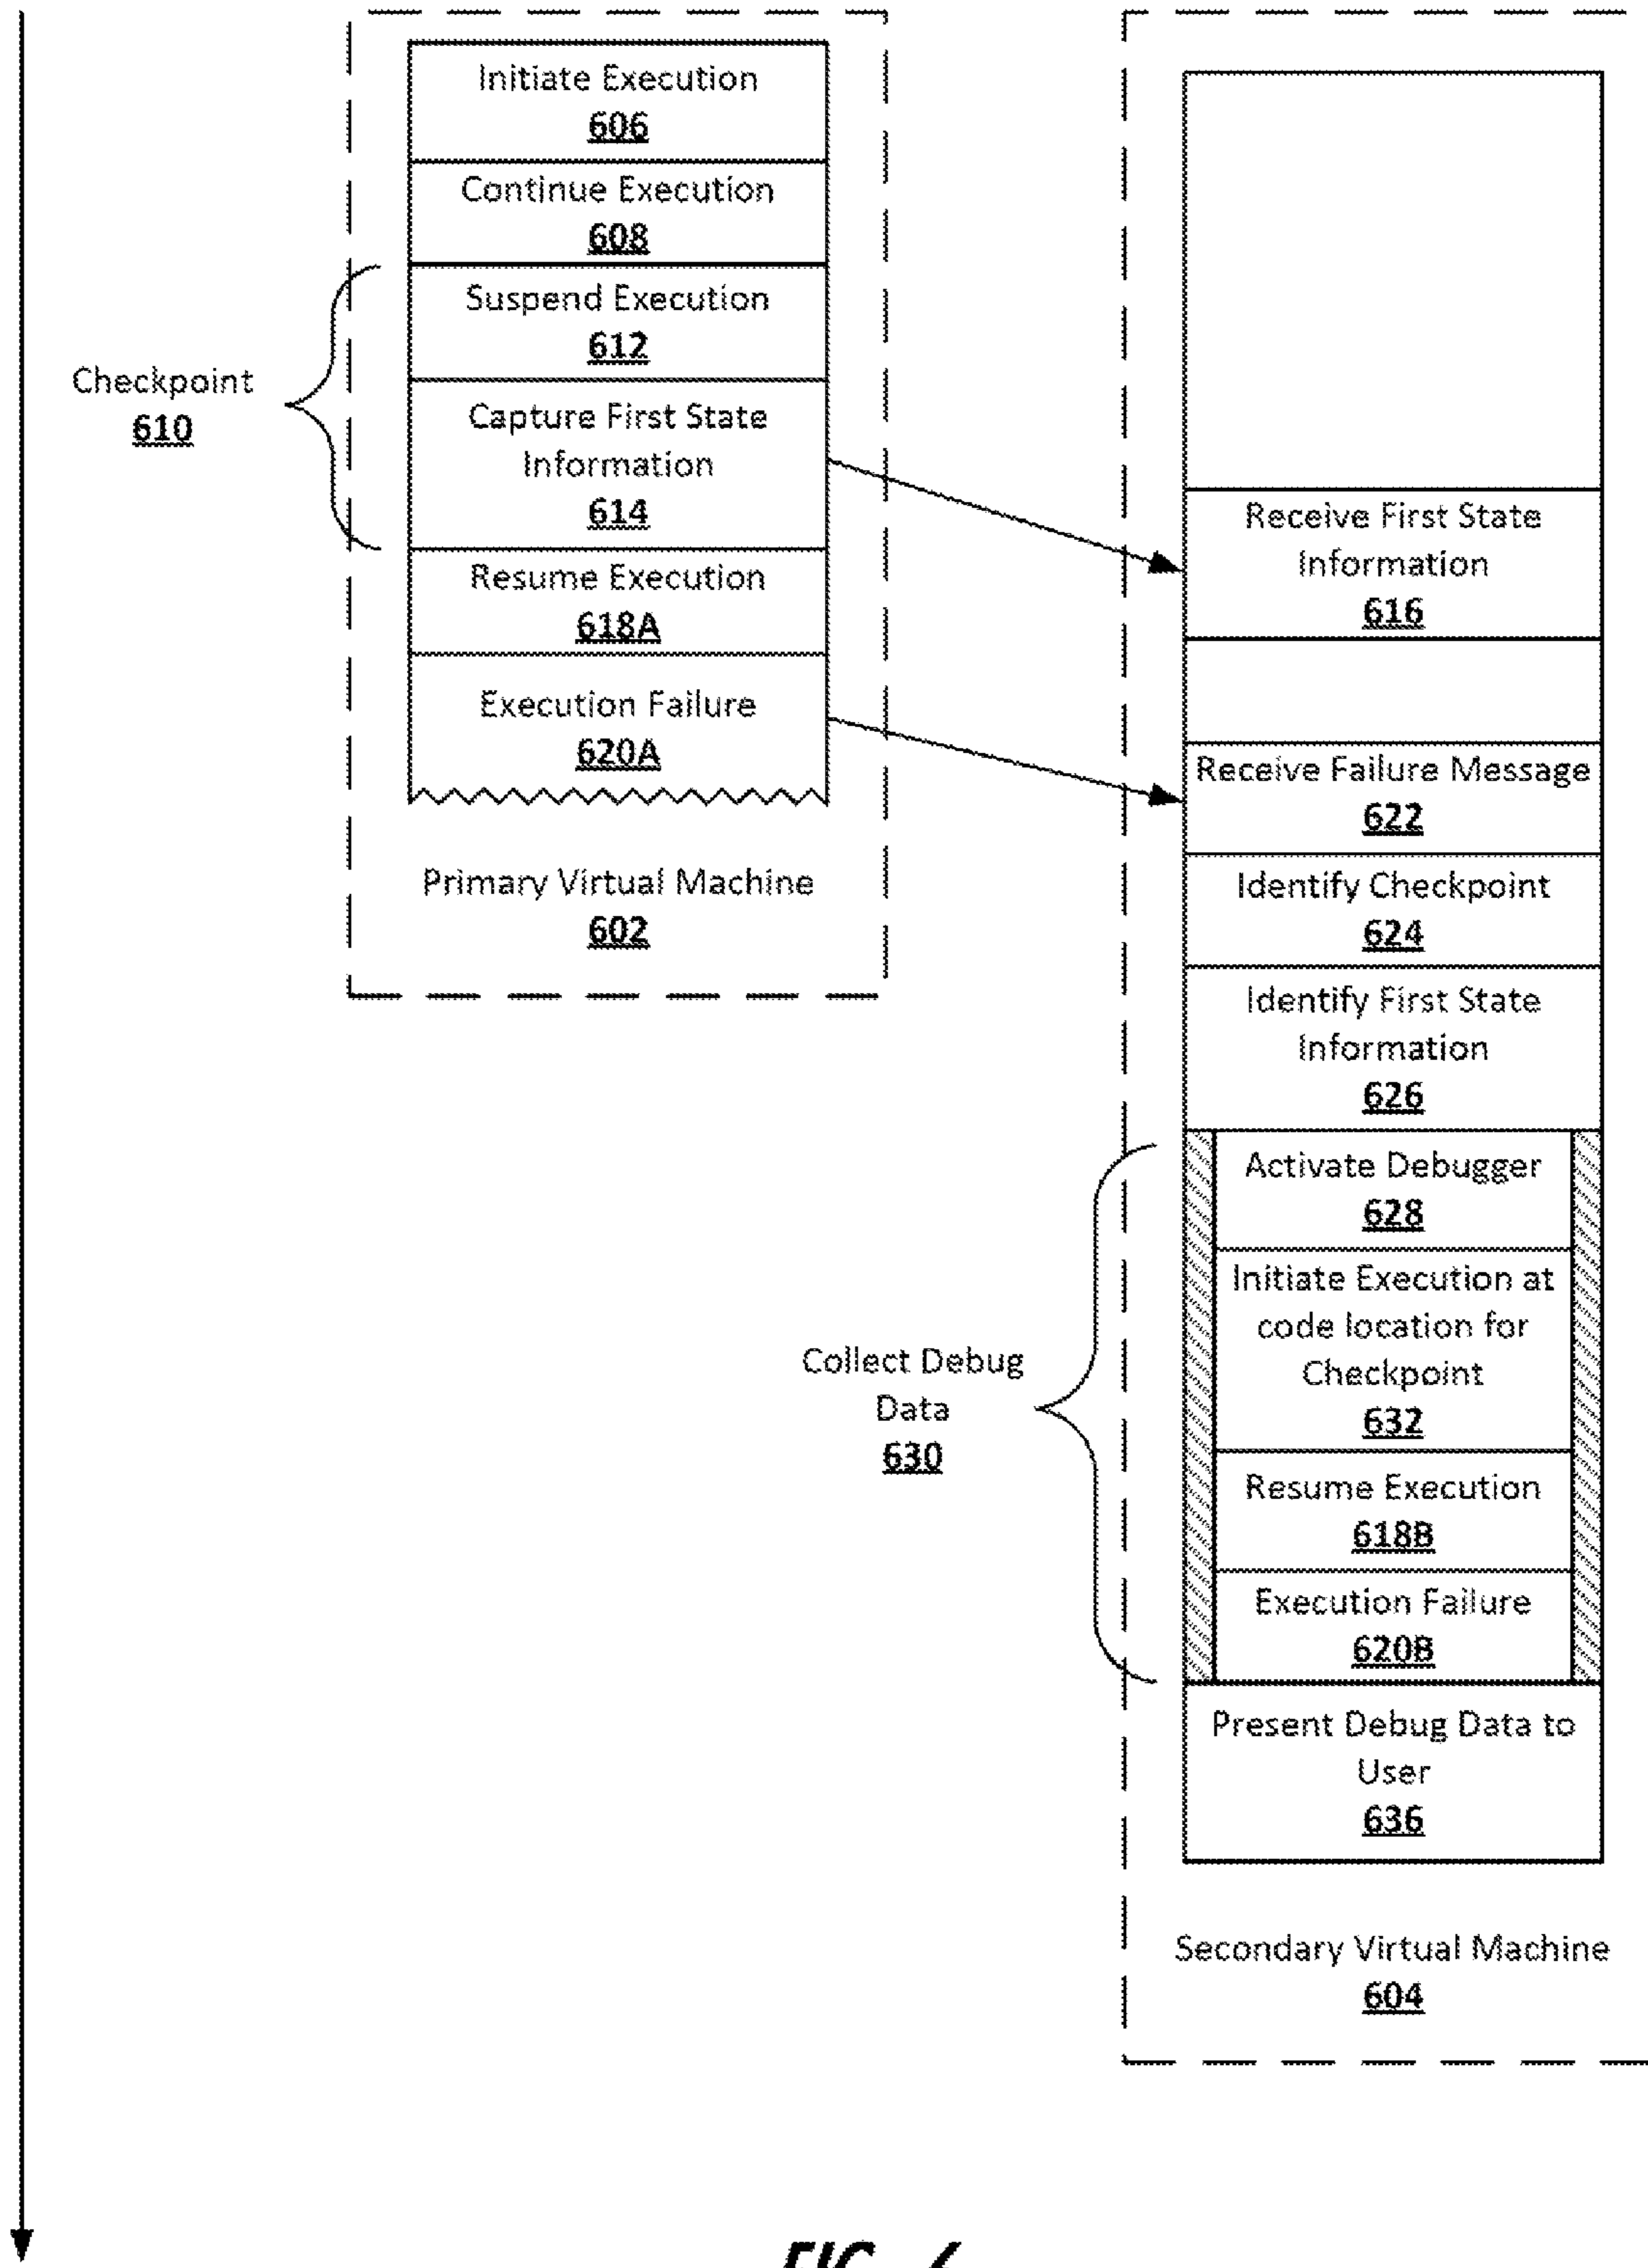 Initiate Execution
606
Continue Execution
608
Suspend Execution
612
Checkpoint
610
Capture First State
Information
614
Resume Execution
618A
Execution Failure
620A
Primary Virtual Machine
602
Receive First State
Information
616
Receive Failure Message
622
Identify Checkpoint
624
Identify First State
Information
626
Activate Debugger
628
Initiate Execution at
code location for
Checkpoint
632
Collect Debug
Data
630
Resume Execution
618B
Execution Failure
620B
Present Debug Data to
User
636
Secondary Virtual Machine
604
FIG.